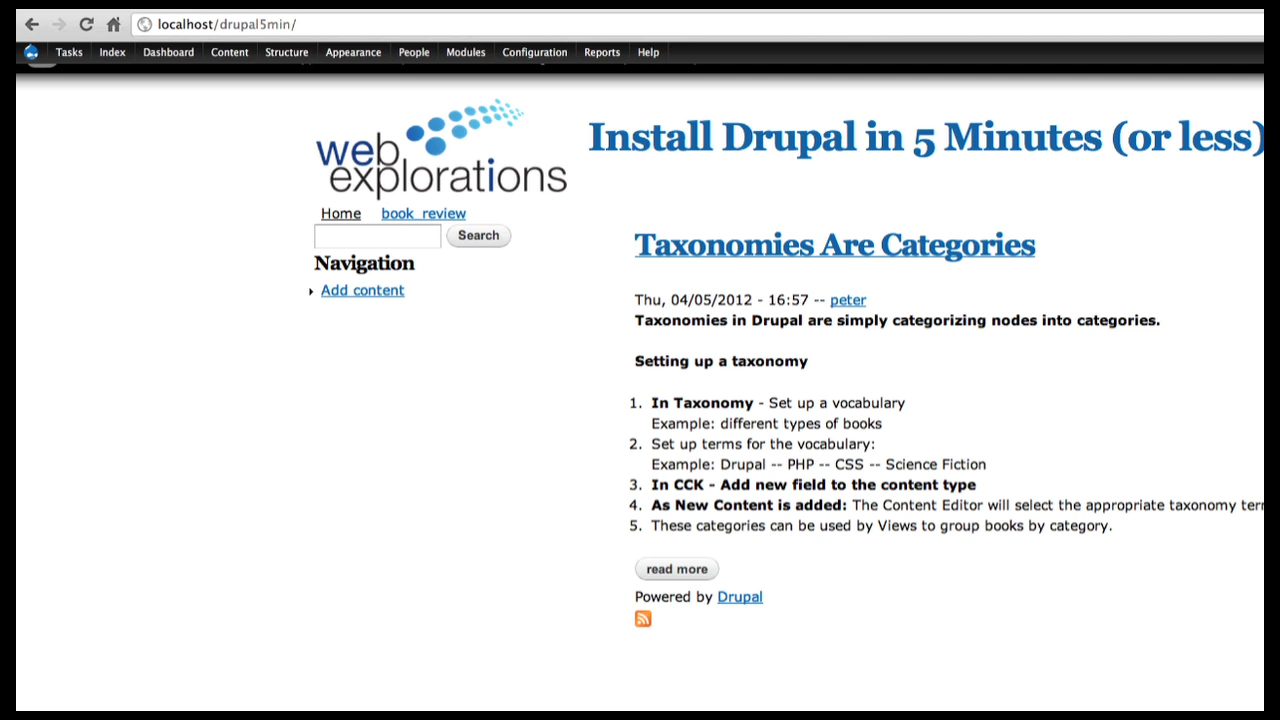 localhost/drupal5min/
Tasks Index Dashboard Content Structure Appearance People Modules Configuration Reports Help
web
explorations
Install Drupal in 5 Minutes (or less)
Home book review
Search
Navigation
Add content
Taxonomies Are Categories
Thu, 04/05/2012 - 16:57 -- peter
Taxonomies in Drupal are simply categorizing nodes into categories.
Setting up a taxonomy
1. In Taxonomy - Set up a vocabulary
Example: different types of books
2. Set up terms for the vocabulary:
Example: Drupal -- PHP -- CSS -- Science Fiction
3. In CCK - Add new field to the content type
4. As New Content is added: The Content Editor will select the appropriate taxonomy
5. These categories can be used by Views to group books by category.
read more
Powered by Drupal